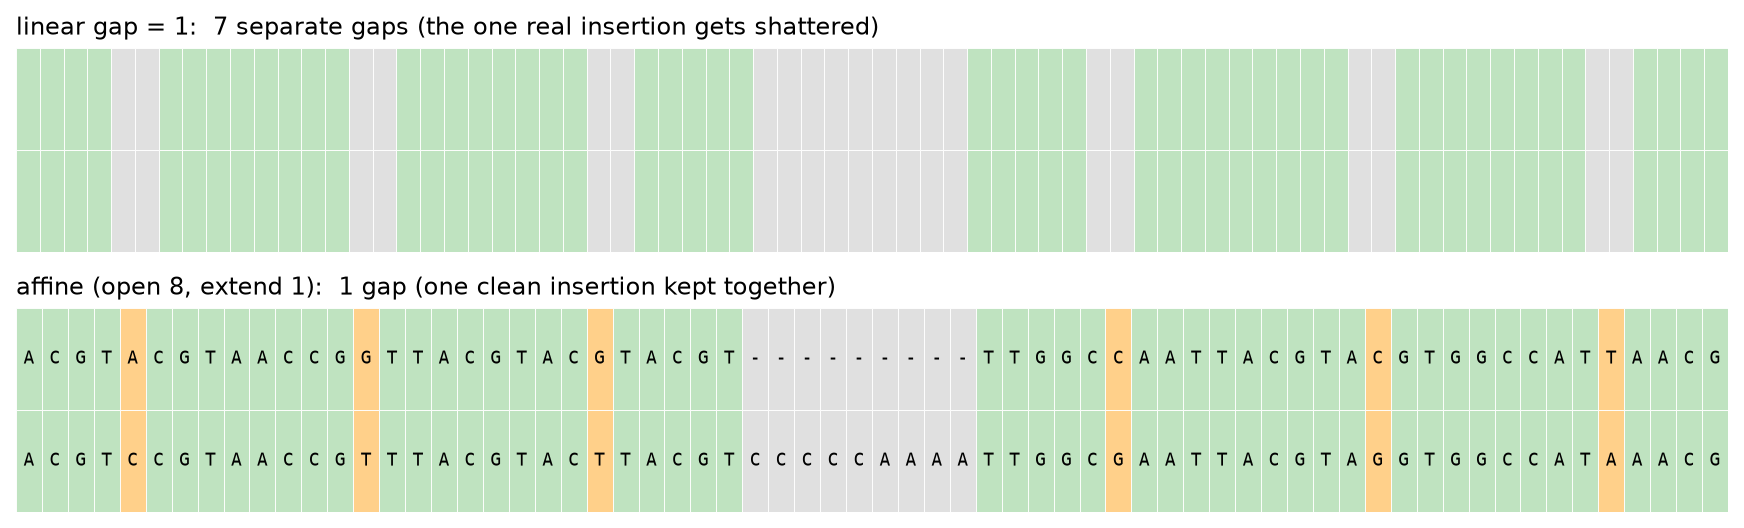 linear gap = 1:  7 separate gaps (the one real insertion gets shattered)
affine (open 8, extend 1):  1 gap (one clean insertion kept together)
A C G T A C G T A A C C G G T T A C G T A C G T A C G T - - - - - - - - - T T G G C C A A T T A C G T A C G T G G C C A T T A A C G
A C G T C C G T A A C C G T T T A C G T A C T T A C G T C C C C C A A A A T T G G C G A A T T A C G T A G G T G G C C A T A A A C G